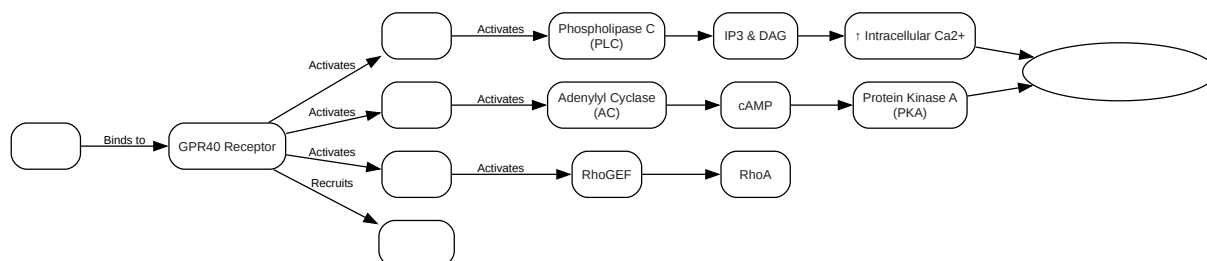 Activates
Phospholipase C
(PLC)
IP3 & DAG
↑ Intracellular Ca2+
Activates
Activates
Activates
Adenylyl Cyclase
(AC)
cAMP
Protein Kinase A
(PKA)
Binds to
GPR40 Receptor
Activates
Activates
RhoGEF
RhoA
Recruits